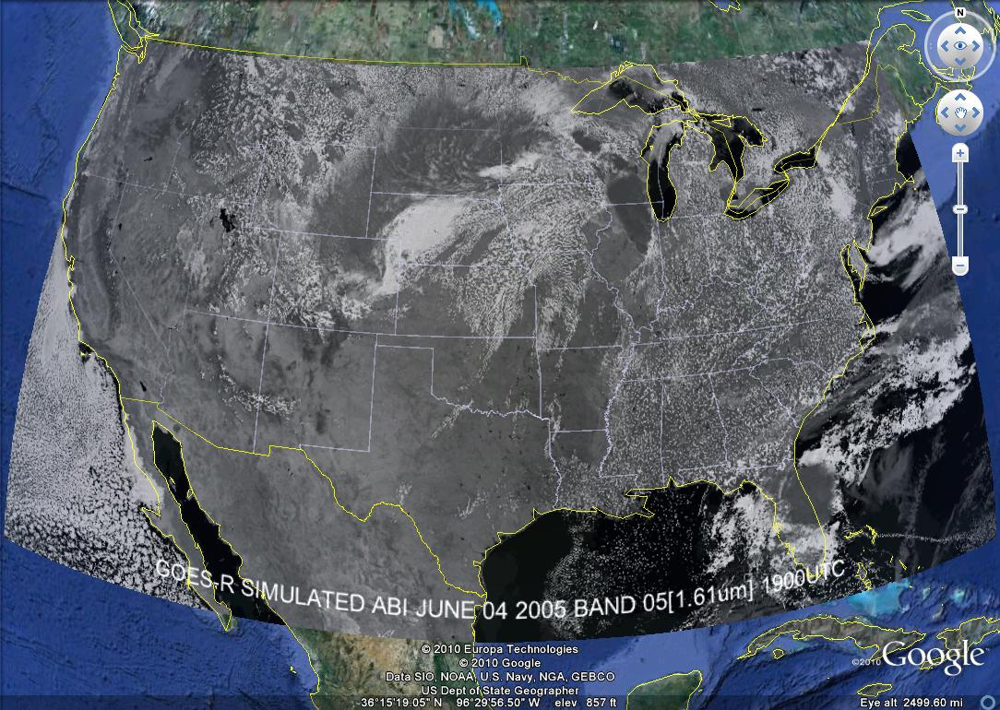 N
GOES-R SIMULATED ABI JUNE 04 2005 BAND 05[1.61um] 1900UTC
© 2010 Europa Technologies
© 2010 Google
Data SIO, NOAA, U.S. Navy, NGA, GEBCO
US Dept of State Geographer
©2010 Google
36°15'19.05" N 96°29'56.50" W elev 857 ft Eye alt 2499.60 mi